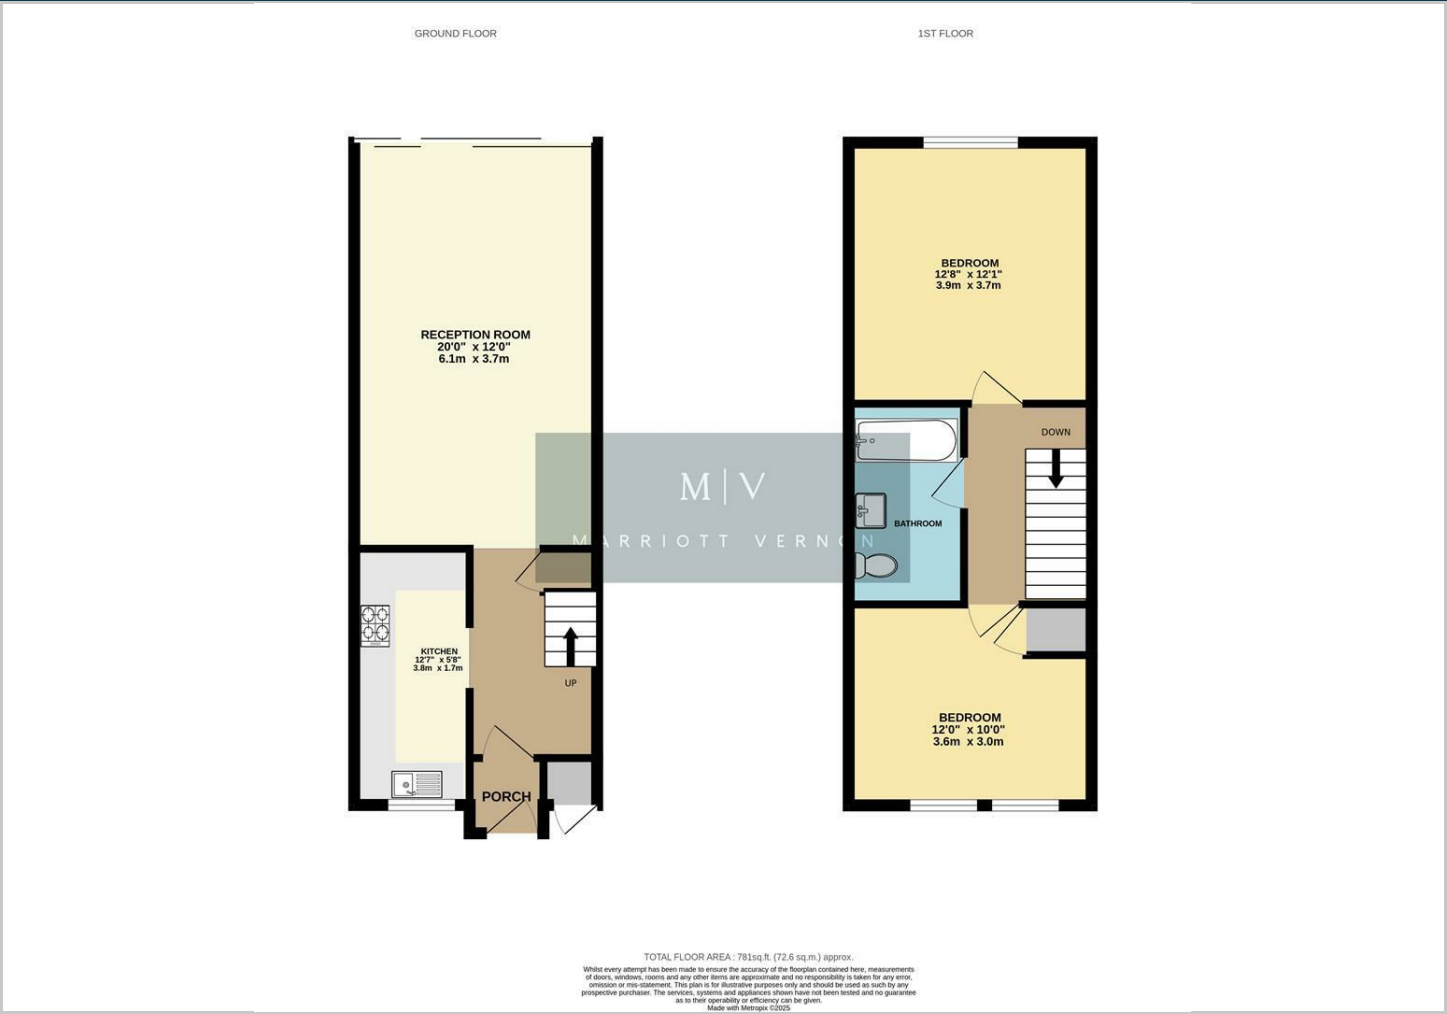 GROUND FLOOR
1ST FLOOR
RECEPTION ROOM
20'0" x 12'0"
6.1m x 3.7m
KITCHEN
12'7" x 5'8"
3.8m x 1.7m
UP
PORCH
BEDROOM
12'8" x 12'1"
3.9m x 3.7m
DOWN
BATHROOM
BEDROOM
12'0" x 10'0"
3.6m x 3.0m
M|V
MARRIOTT VERNON
TOTAL FLOOR AREA : 781sq.ft. (72.6 sq.m.) approx.
Whilst every attempt has been made to ensure the accuracy of the floorplan contained here, measurements
of doors, windows, rooms and any other items are approximate and no responsibility is taken for any error,
omission or mis-statement. This plan is for illustrative purposes only and should be used as such by any
prospective purchaser. The services, systems and appliances shown have not been tested and no guarantee
as to their operability or efficiency can be given.
Made with Metropix ©2025